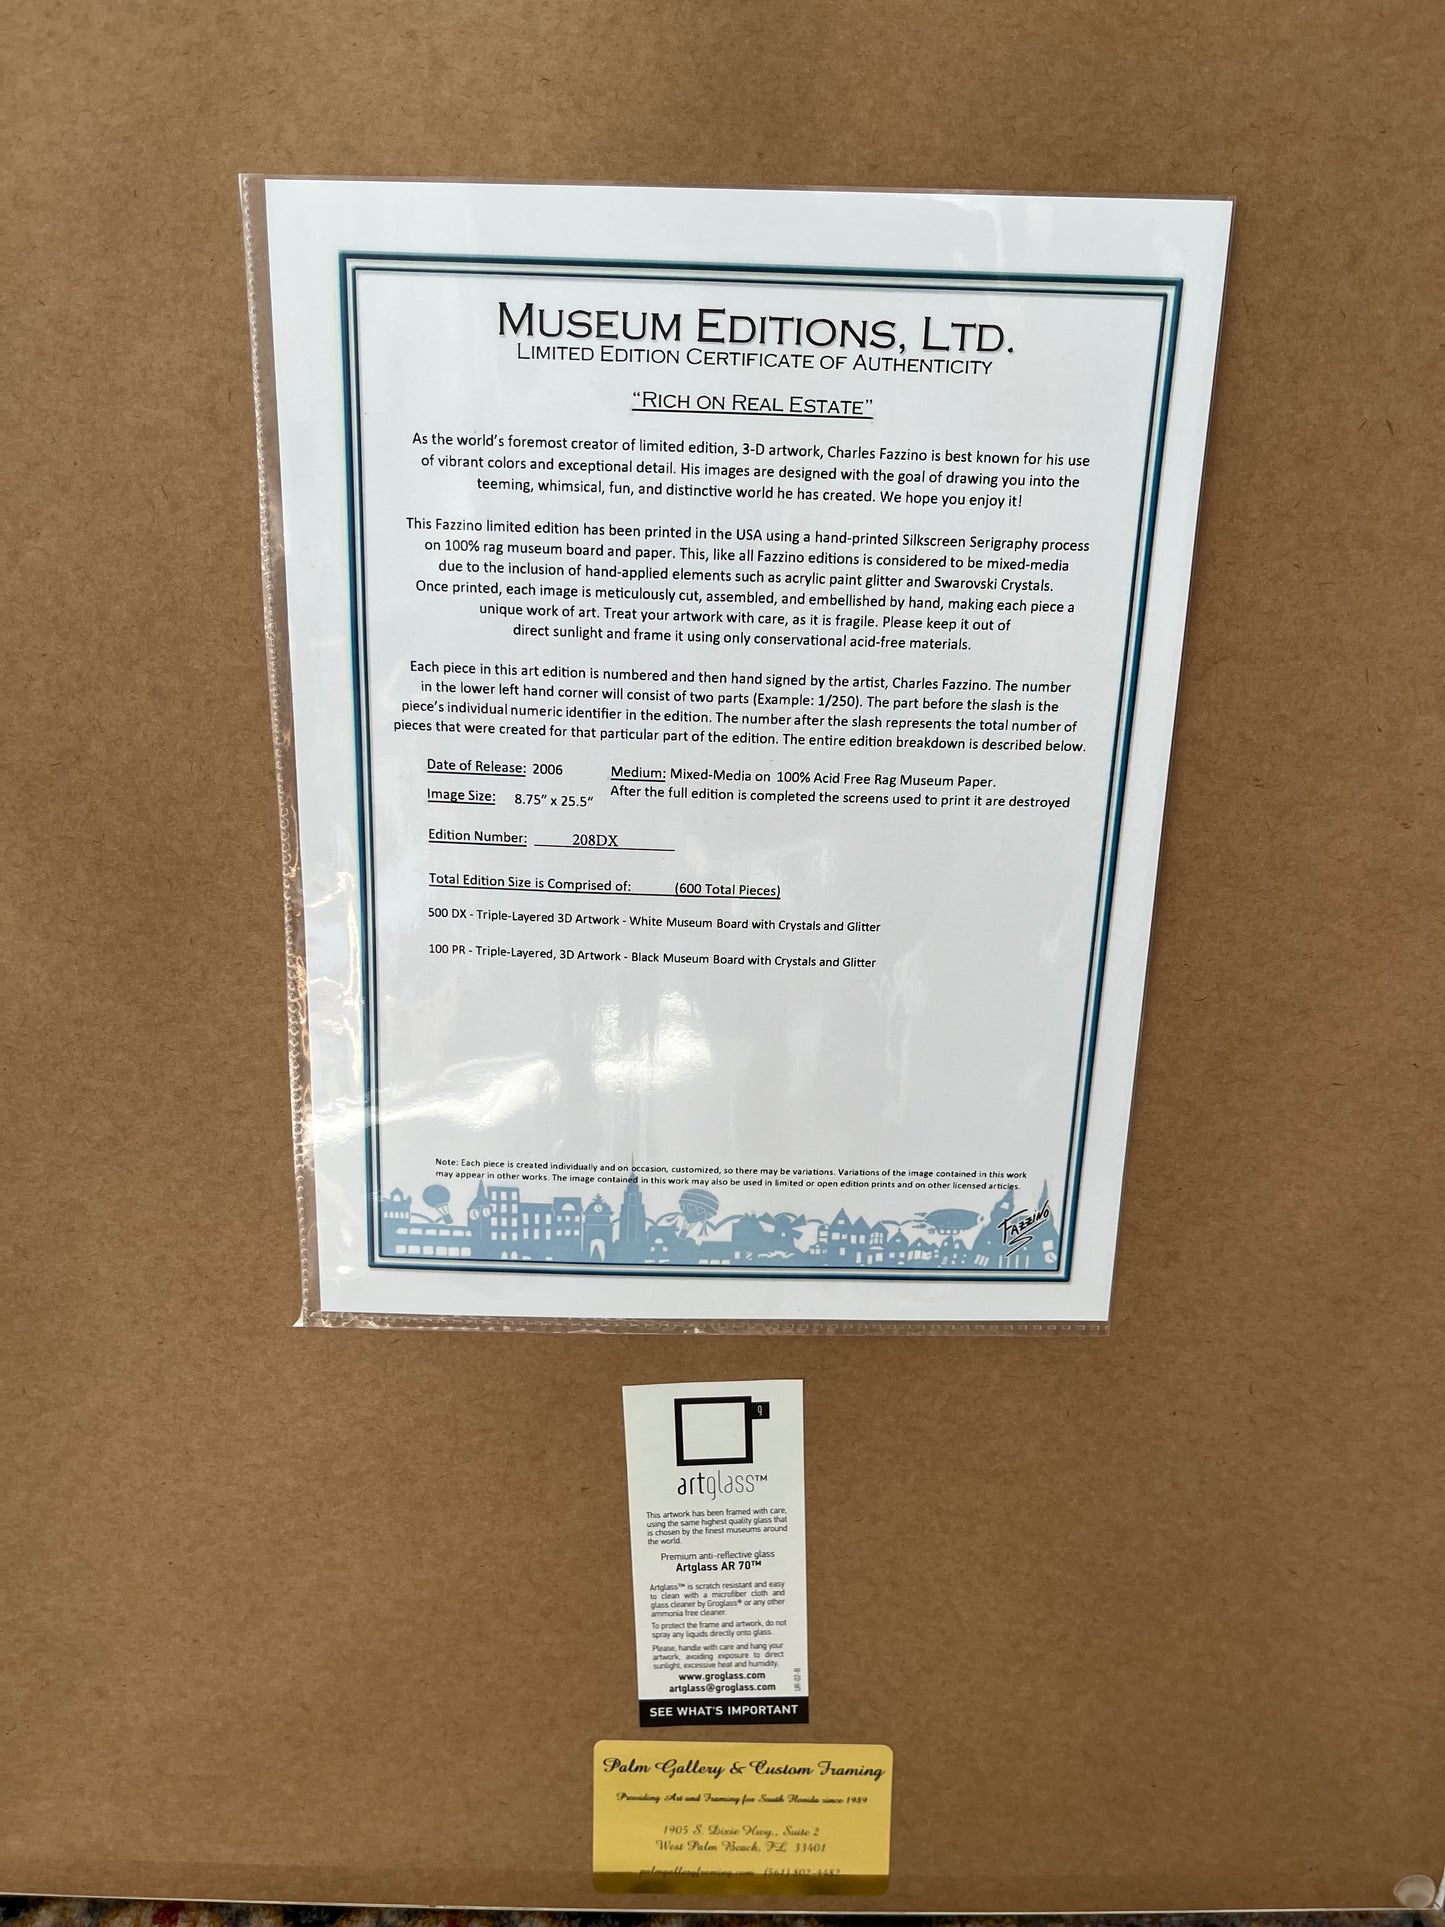 MUSEUM EDITIONS, LTD.
LIMITED EDITION CERTIFICATE OF AUTHENTICITY
"RICH ON REAL ESTATE"
As the world's foremost creator of limited edition, 3-D artwork, Charles Fazzino is best known for his use
of vibrant colors and exceptional detail. His images are designed with the goal of drawing you into the
teeming, whimsical, fun, and distinctive world he has created. We hope you enjoy it!
This Fazzino limited edition has been printed in the USA using a hand-printed Silkscreen Serigraphy process
on 100% rag museum board and paper. This, like all Fazzino editions is considered to be mixed-media
due to the inclusion of hand-applied elements such as acrylic paint glitter and Swarovski Crystals.
Once printed, each image is meticulously cut, assembled, and embellished by hand, making each piece a
unique work of art. Treat your artwork with care, as it is fragile. Please keep it out of
direct sunlight and frame it using only conservational acid-free materials.
Each piece in this art edition is numbered and then hand signed by the artist, Charles Fazzino. The number
in the lower left hand corner will consist of two parts (Example: 1/250). The part before the slash is the
piece's individual numeric identifier in the edition. The number after the slash represents the total number of
pieces that were created for that particular part of the edition. The entire edition breakdown is described below.
Date of Release: 2006 Medium: Mixed-Media on 100% Acid Free Rag Museum Paper.
Image Size: 8.75" x 25.5" After the full edition is completed the screens used to print it are destroyed
Edition Number: 208DX
Total Edition Size is Comprised of: (600 Total Pieces)
500 DX - Triple-Layered 3D Artwork - White Museum Board with Crystals and Glitter
100 PR - Triple-Layered, 3D Artwork - Black Museum Board with Crystals and Glitter
Note: Each piece is created individually and on occasion, customized, so there may be variations. Variations of the image contained in this work
may appear in other works. The image contained in this work may also be used in limited or open edition prints and on other licensed articles.
FAZZINO
g
artglass™
This artwork has been framed with care,
using the same highest quality glass that
is chosen by the finest museums around
the world.
Premium anti-reflective glass
Artglass AR 70™
Artglass™ is scratch resistant and easy
to clean with a microfiber cloth and
glass cleaner by Groglass® or any other
ammonia free cleaner.
To protect the frame and artwork, do not
spray any liquids directly onto glass.
Please, handle with care and hang your
artwork, avoiding exposure to direct
sunlight, excessive heat and humidity.
www.groglass.com
artglass@groglass.com
SEE WHAT'S IMPORTANT
Palm Gallery & Custom Framing
Providing Art and Framing for South Florida since 1989
1905 S. Dixie Hwy., Suite 2
West Palm Beach, FL 33401
palmgalleryframing.com (561) 802-4482